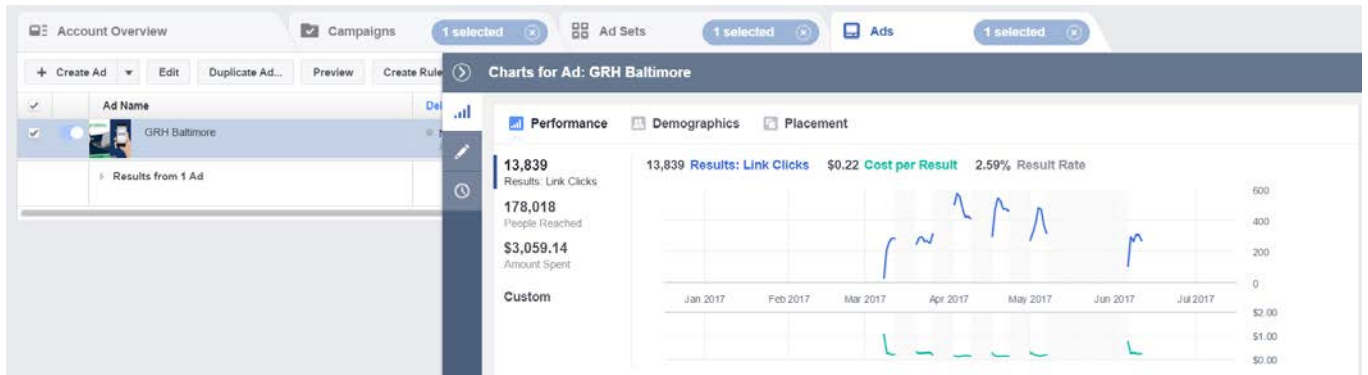 Account Overview
Campaigns
1 selected
Ad Sets
1 selected
Ads
1 selected
+ Create Ad
Edit
Duplicate Ad...
Preview
Create Rule
Charts for Ad: GRH Baltimore
Ad Name
Del
GRH Baltimore
Results from 1 Ad
Performance
Demographics
Placement
13,839
Results: Link Clicks
178,018
People Reached
$3,059.14
Amount Spent
Custom
13,839 Results: Link Clicks $0.22 Cost per Result 2.59% Result Rate
600
400
200
0
Jan 2017 Feb 2017 Mar 2017 Apr 2017 May 2017 Jun 2017 Jul 2017
$2.00
$1.00
$0.00